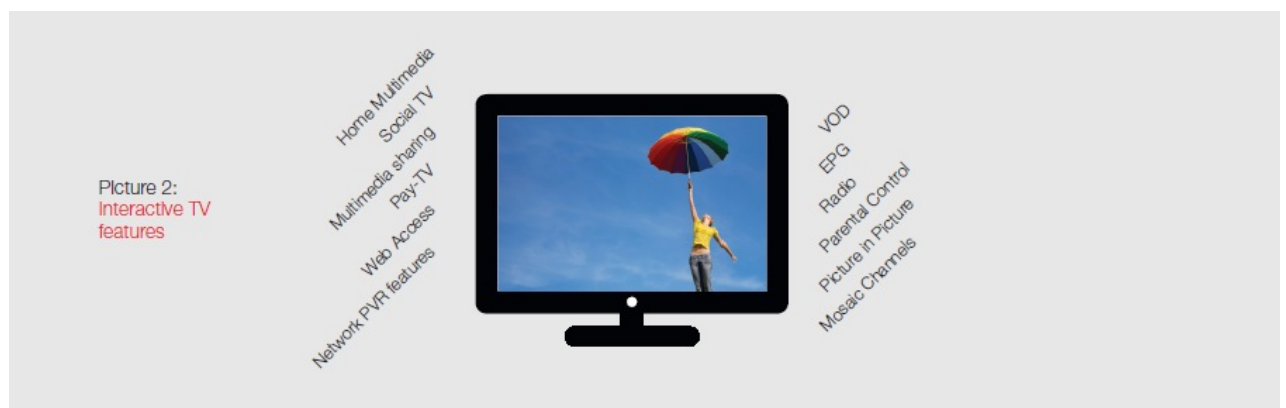 Picture 2:
Interactive TV
features
Home Multimedia
Social TV
Multimedia sharing
Pay-TV
Web Access
Network PVR features
VOD
EPG
Radio
Parental Control
Picture in Picture
Mosaic Channels